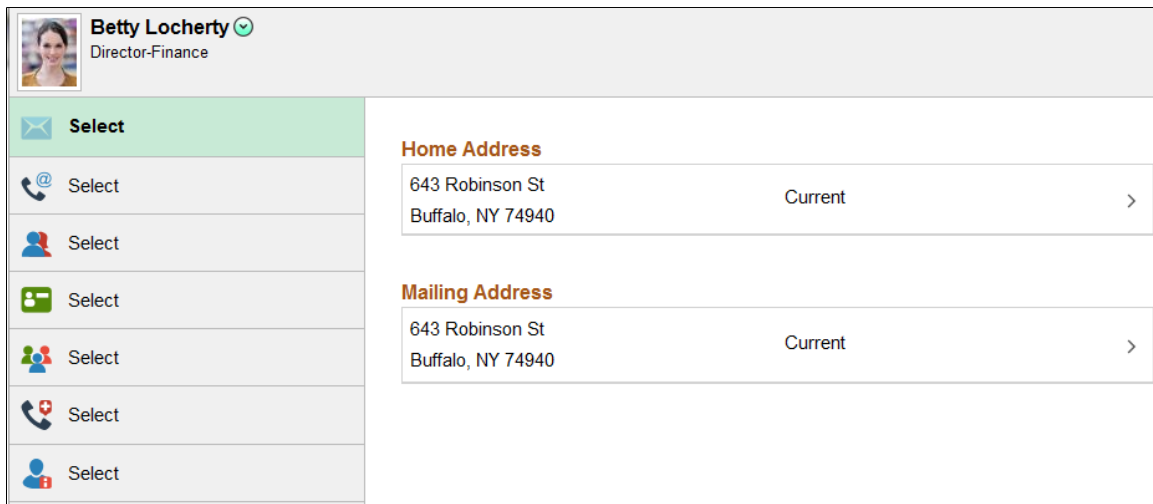 Betty Locherty
Director-Finance
Select
Select
Select
Select
Select
Select
Select
Home Address
643 Robinson St
Buffalo, NY 74940
Current
Mailing Address
643 Robinson St
Buffalo, NY 74940
Current